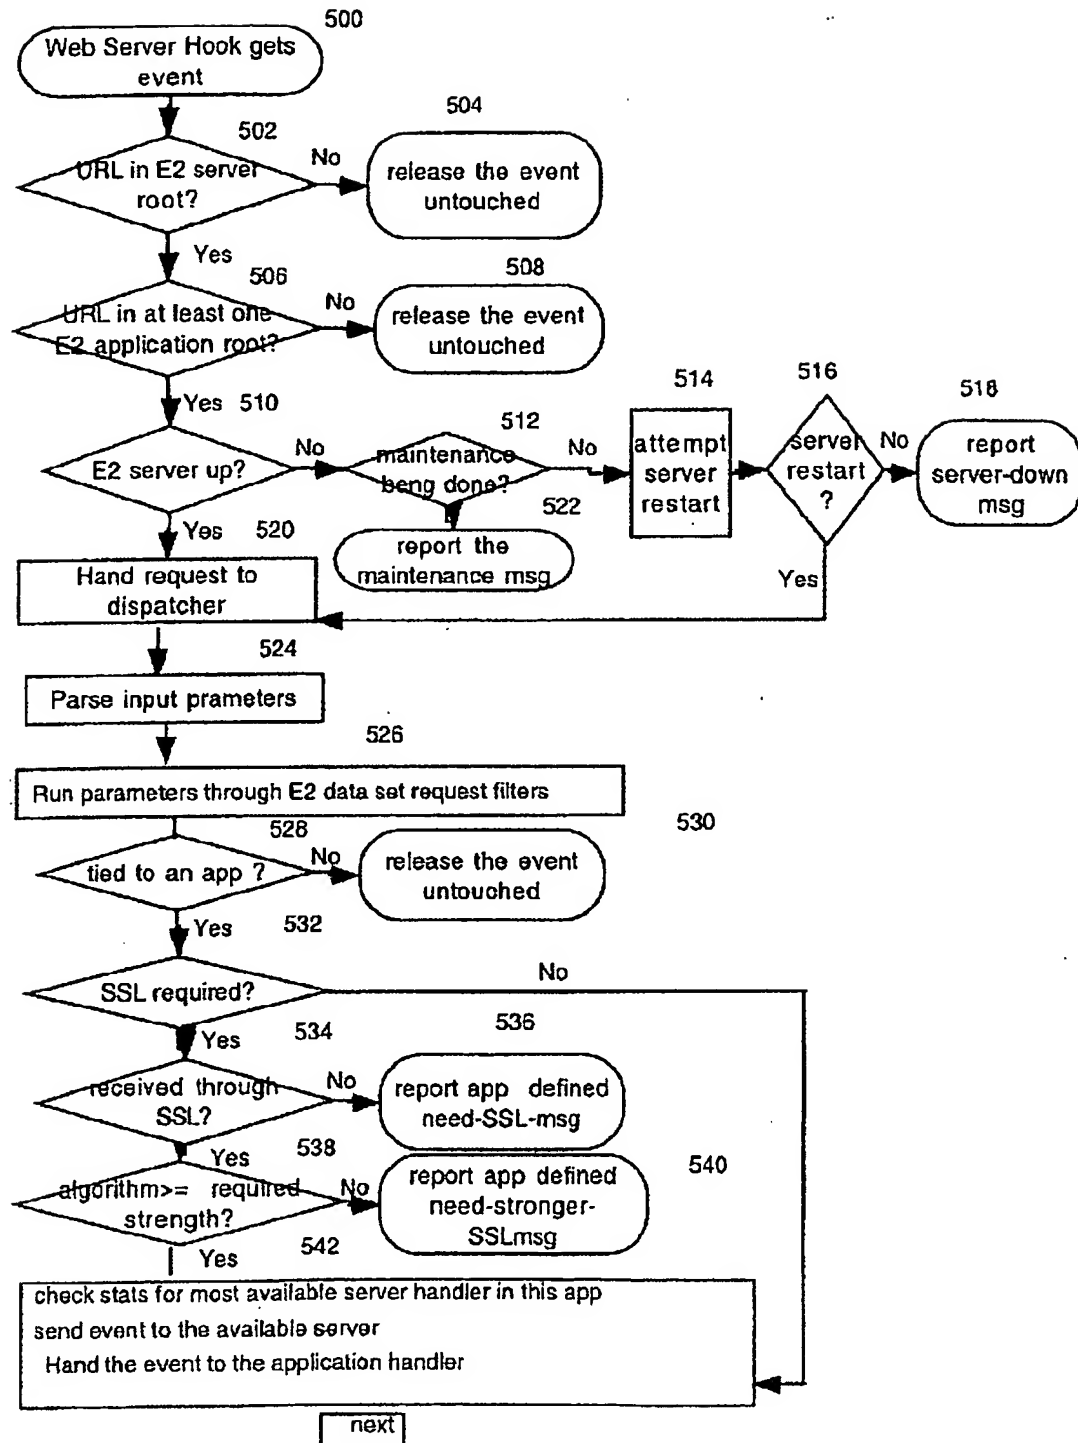 500
Web Server Hook gets
event
504
502
URL in E2 server
root?
No
release the event
untouched
Yes
506
508
URL in at least one
E2 application root?
No
release the event
untouched
Yes
510
512
514
516
518
E2 server up?
No
maintenance
beng done?
No
attempt
server
restart
server
restart
?
No
report
server-down
msg
522
report the
maintenance msg
Yes
Yes
520
Hand request to
dispatcher
524
Parse input prameters
526
Run parameters through E2 data set request filters
528
530
tied to an app ?
No
release the event
untouched
Yes
532
SSL required?
No
Yes
534
536
received through
SSL?
No
report app defined
need-SSL-msg
Yes
538
540
algorithm>= required
strength?
No
report app defined
need-stronger-
SSLmsg
Yes
542
check stats for most available server handler in this app
send event to the available server
Hand the event to the application handler
next